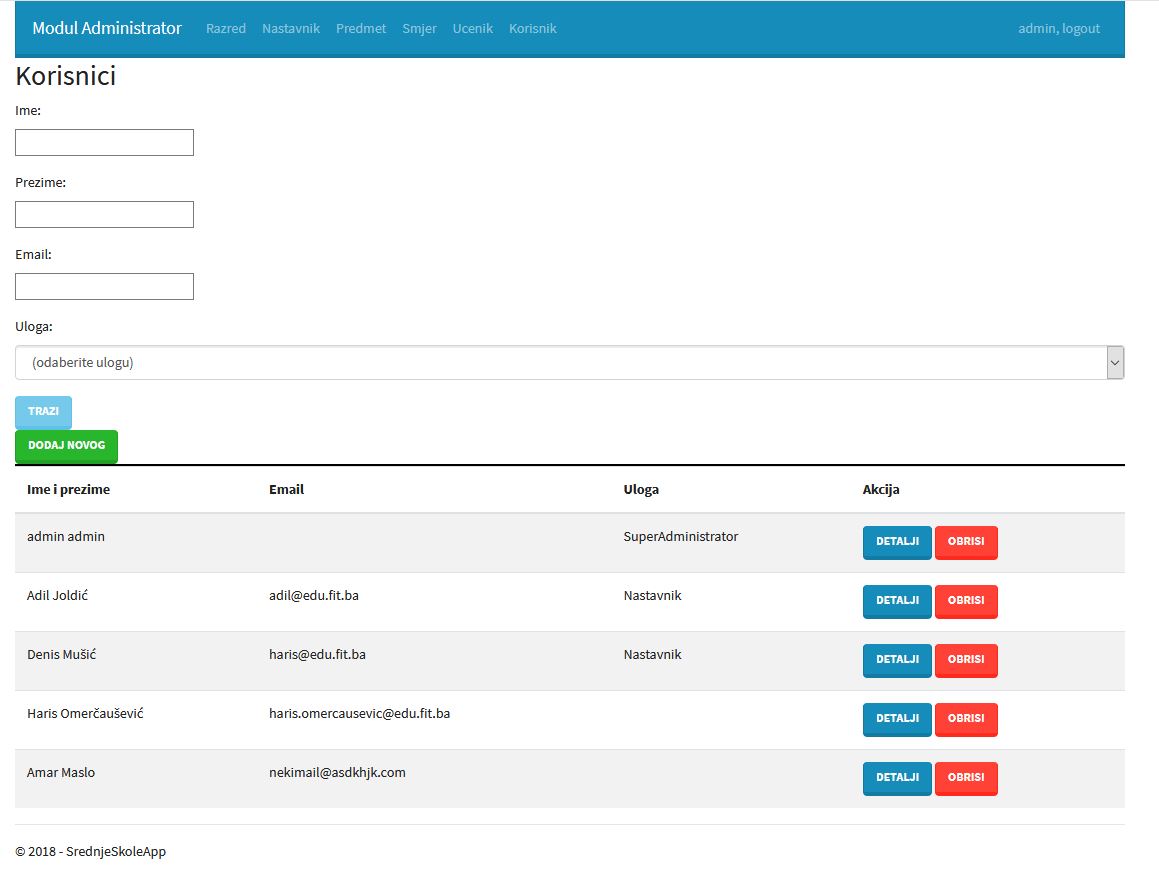 Modul Administrator Razred Nastavnik Predmet Smjer Ucenik Korisnik admin, logout
Korisnici
Ime:
Prezime:
Email:
Uloga:
(odaberite ulogu)
TRAZI
DODAJ NOVOG
Ime i prezime Email Uloga Akcija
admin admin SuperAdministrator DETALJI OBRISI
Adil Joldić adil@edu.fit.ba Nastavnik DETALJI OBRISI
Denis Mušić haris@edu.fit.ba Nastavnik DETALJI OBRISI
Haris Omerčaušević haris.omercausevic@edu.fit.ba DETALJI OBRISI
Amar Maslo nekimail@asdkhjk.com DETALJI OBRISI
© 2018 - SrednjeSkoleApp